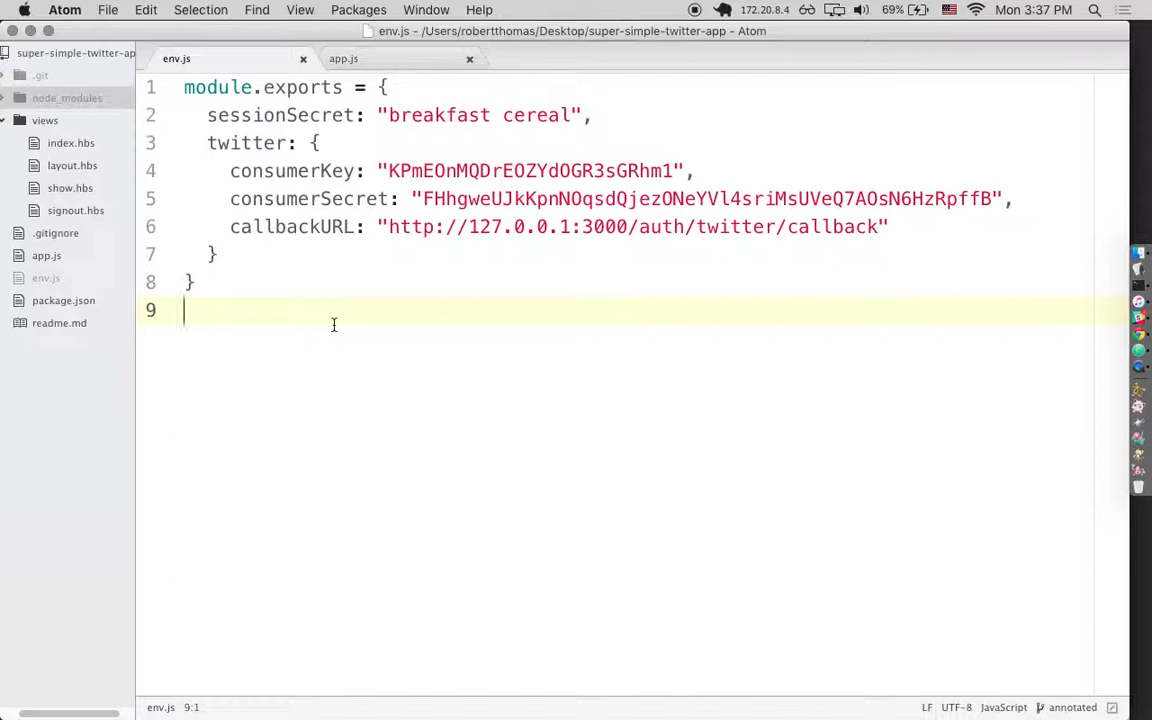 Atom File Edit Selection Find View Packages Window Help 172.20.8.4 69% Mon 3:37 PM
env.js - /Users/robertthomas/Desktop/super-simple-twitter-app - Atom
super-simple-twitter-app
.git
node_modules
views
index.hbs
layout.hbs
show.hbs
signout.hbs
.gitignore
app.js
env.js
package.json
readme.md
env.js app.js
1 module.exports = {
2 sessionSecret: "breakfast cereal",
3 twitter: {
4 consumerKey: "KPmEOnMQDrEOZYdOGR3sGRhm1",
5 consumerSecret: "FHhgweUJkKpnNOqsdQjezONeYVl4sriMsUVeQ7AOsN6HzRpffB",
6 callbackURL: "http://127.0.0.1:3000/auth/twitter/callback"
7 }
8 }
9
env.js 9:1 LF UTF-8 JavaScript annotated